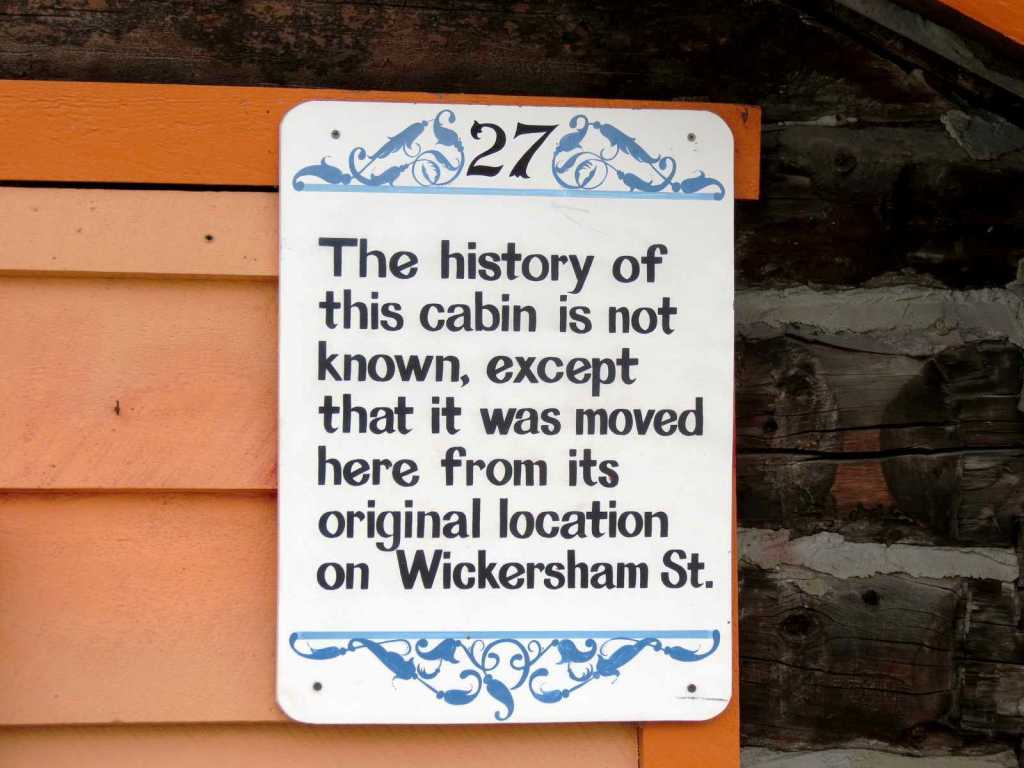 27
The history of
this cabin is not
known, except
that it was moved
here from its
original location
on Wickersham St.